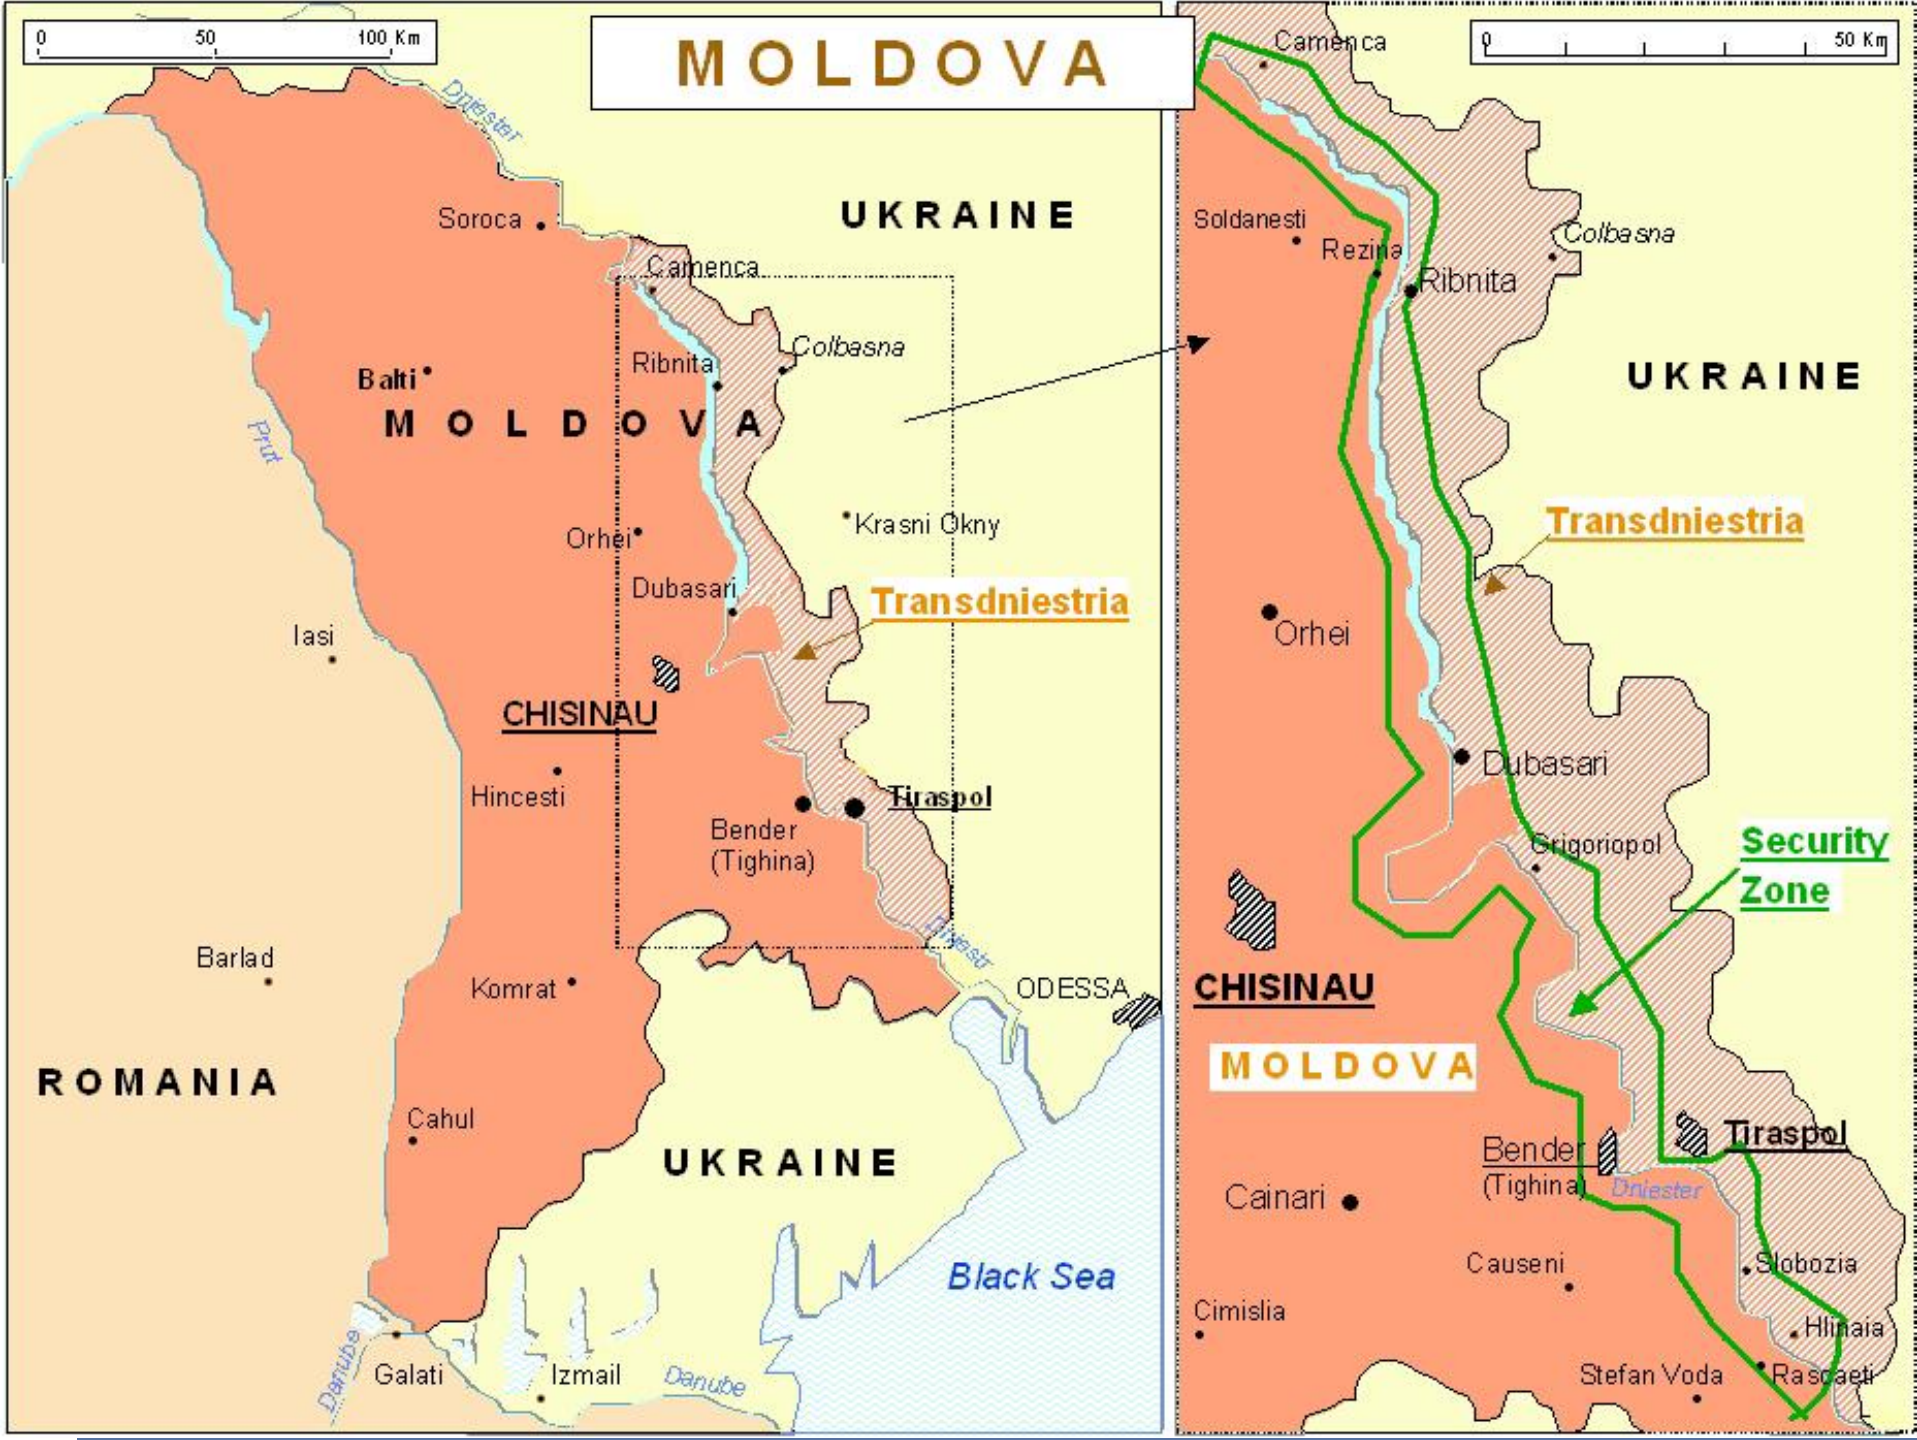 0 50 100 Km
MOLDOVA
Dniester
Soroca
UKRAINE
Camenca
Colbasna
Ribnita
Balti
MOLDOVA
Prut
Krasni Okny
Orhei
Dubasari
Transdniestria
Iasi
CHISINAU
Hincesti
Tiraspol
Bender
(Tighina)
Dniestr
Barlad
Komrat
ODESSA
ROMANIA
Cahul
UKRAINE
Black Sea
Danube
Galati
Izmail
Danube
0 50 Km
Camenca
Soldanesti
Rezina
Colbasna
Ribnita
UKRAINE
Transdniestria
Orhei
Dubasari
Grigoriopol
Security
Zone
CHISINAU
MOLDOVA
Tiraspol
Bender
(Tighina)
Dniester
Cainari
Causeni
Slobozia
Cimislia
Hlinaia
Stefan Voda
Rascaeti